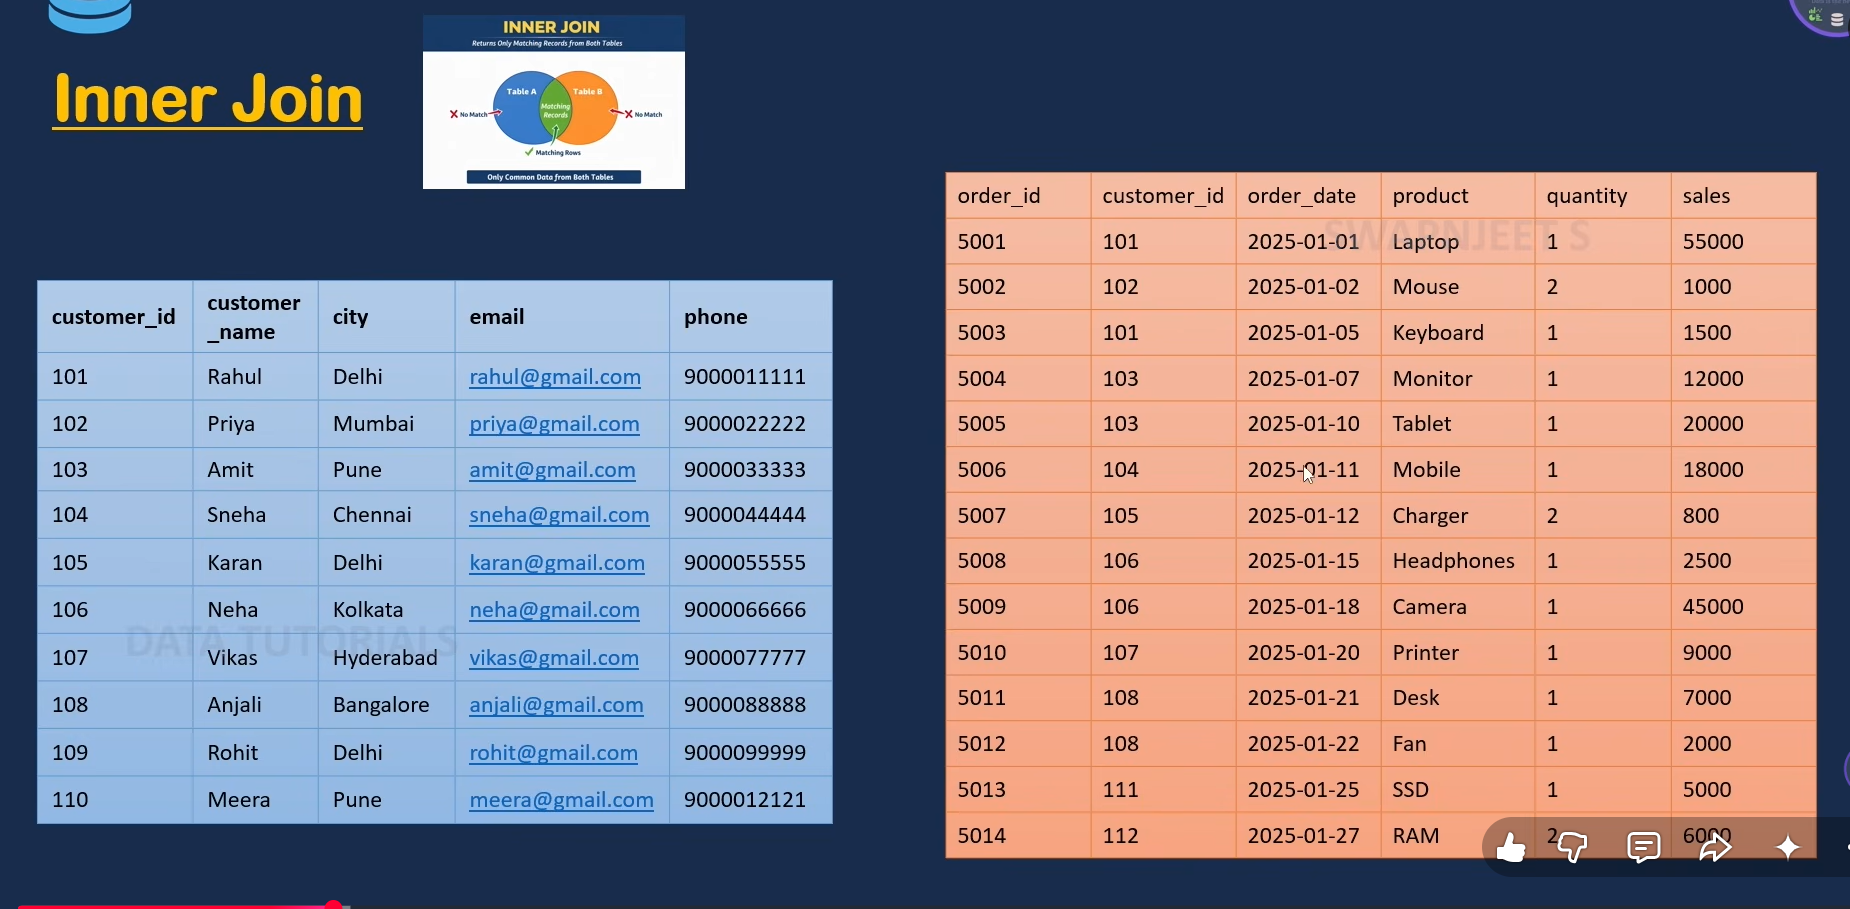 INNER JOIN
Returns Only Matching Records from Both Tables
Table A
Table B
Matching
Records
No Match
No Match
Matching Rows
Only Common Data from Both Tables
Inner Join
customer_id customer_name city email phone
101 Rahul Delhi rahul@gmail.com 9000011111
102 Priya Mumbai priya@gmail.com 9000022222
103 Amit Pune amit@gmail.com 9000033333
104 Sneha Chennai sneha@gmail.com 9000044444
105 Karan Delhi karan@gmail.com 9000055555
106 Neha Kolkata neha@gmail.com 9000066666
DATA TUTORIALS
107 Vikas Hyderabad vikas@gmail.com 9000077777
108 Anjali Bangalore anjali@gmail.com 9000088888
109 Rohit Delhi rohit@gmail.com 9000099999
110 Meera Pune meera@gmail.com 9000012121
order_id customer_id order_date product quantity sales
SWAPNJEET S
5001 101 2025-01-01 Laptop 1 55000
5002 102 2025-01-02 Mouse 2 1000
5003 101 2025-01-05 Keyboard 1 1500
5004 103 2025-01-07 Monitor 1 12000
5005 103 2025-01-10 Tablet 1 20000
5006 104 2025-01-11 Mobile 1 18000
5007 105 2025-01-12 Charger 2 800
5008 106 2025-01-15 Headphones 1 2500
5009 106 2025-01-18 Camera 1 45000
5010 107 2025-01-20 Printer 1 9000
5011 108 2025-01-21 Desk 1 7000
5012 108 2025-01-22 Fan 1 2000
5013 111 2025-01-25 SSD 1 5000
5014 112 2025-01-27 RAM 2 6000